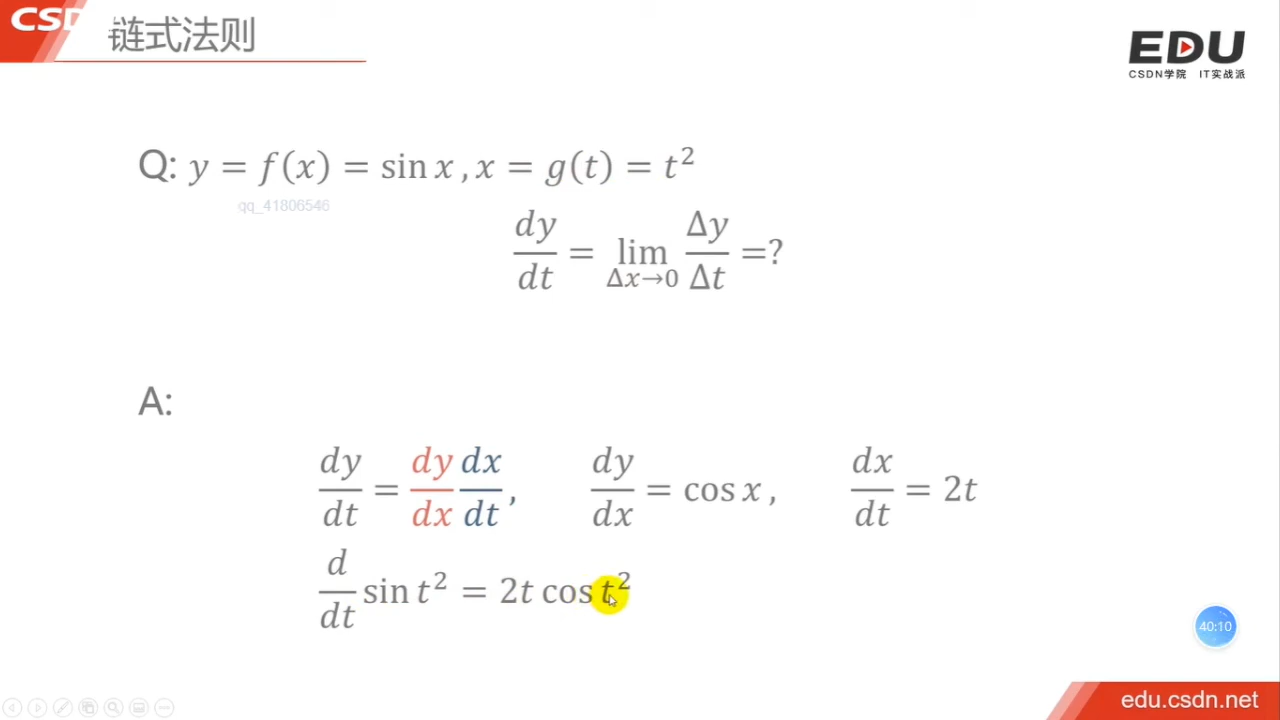 CSD
链式法则
EDU
CSDN学院 IT实战派
Q: y = f(x) = sin x , x = g(t) = t²
qq_41806546
dy/dt = lim Δx→0 Δy/Δt =?
A:
dy/dt = dy/dx dx/dt , dy/dx = cos x , dx/dt = 2t
d/dt sin t² = 2t cos t²
40:10
edu.csdn.net